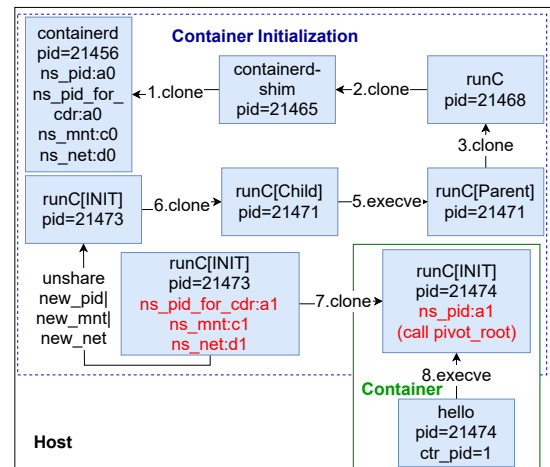 containerd
pid=21456
ns_pid:a0
ns_pid_for_
cdr:a0
ns_mnt:c0
ns_net:d0
Container Initialization
1.clone
containerd-
shim
pid=21465
2.clone
runC
pid=21468
3.clone
runC[INIT]
pid=21473
6.clone
runC[Child]
pid=21471
5.execve
runC[Parent]
pid=21471
unshare
new_pid|
new_mnt|
new_net
runC[INIT]
pid=21473
ns_pid_for_cdr:a1
ns_mnt:c1
ns_net:d1
7.clone
runC[INIT]
pid=21474
ns_pid:a1
(call pivot_root)
8.execve
Container
hello
pid=21474
ctr_pid=1
Host